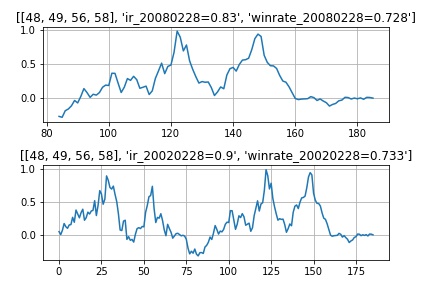 [[48, 49, 56, 58], 'ir_20080228=0.83', 'winrate_20080228=0.728']
1.0
0.5
0.0
80 100 120 140 160 180
[[48, 49, 56, 58], 'ir_20020228=0.9', 'winrate_20020228=0.733']
1.0
0.5
0.0
0 25 50 75 100 125 150 175